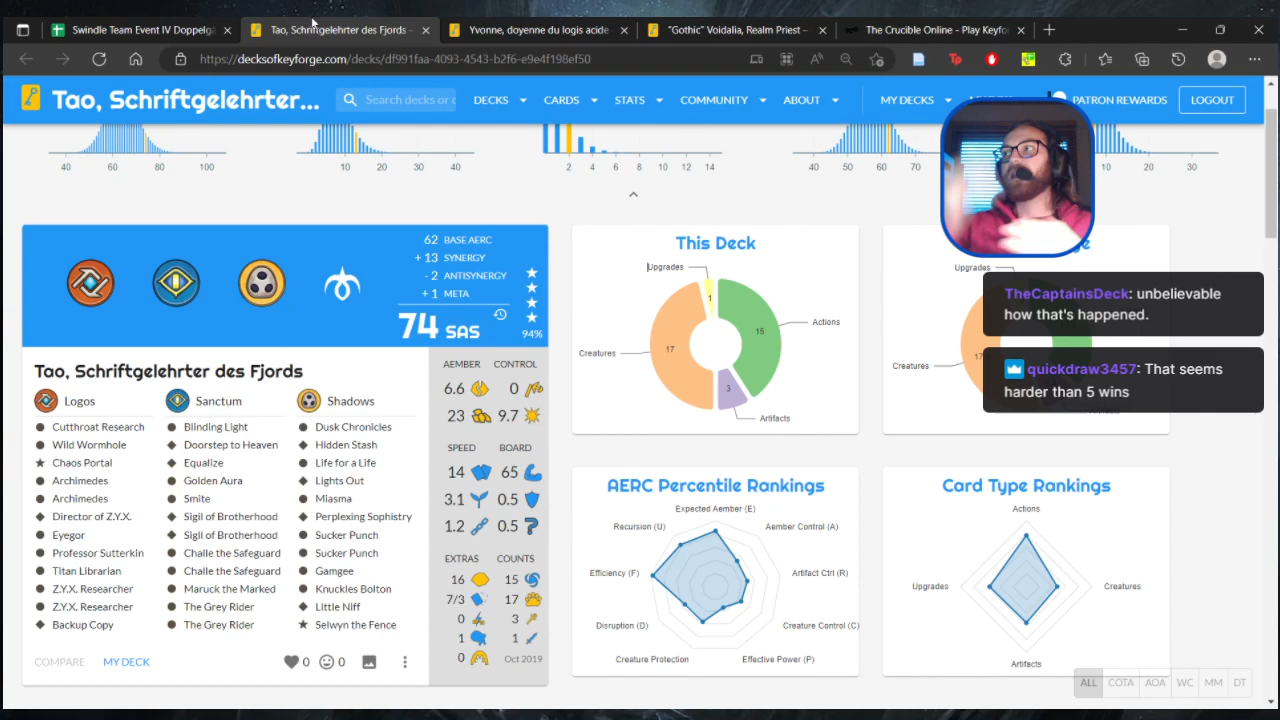 Swindle Team Event IV Doppelg
Tao, Schriftgelehrter des Fjords –
Yvonne, doyenne du logis acide
"Gothic" Voidalia, Realm Priest –
The Crucible Online - Play Keyfo
https://decksofkeyforge.com/decks/df991faa-4093-4543-b2f6-e9e4f198ef50
Tao, Schriftgelehrter...
Search decks or c
DECKS
CARDS
STATS
COMMUNITY
ABOUT
MY DECKS
PATRON REWARDS
LOGOUT
40 60 80 100
10 20 30 40
2 4 6 8 10 12 14
40 50 60 70
10 20 30
62 BASE AERC
+ 13 SYNERGY
- 2 ANTISYNERGY
+ 1 META
74 SAS
94%
Tao, Schriftgelehrter des Fjords
Logos
Cutthroat Research
Wild Wormhole
Chaos Portal
Archimedes
Archimedes
Director of Z.Y.X.
Eyegor
Professor Sutterkin
Titan Librarian
Z.Y.X. Researcher
Z.Y.X. Researcher
Backup Copy
Sanctum
Blinding Light
Doorstep to Heaven
Equalize
Golden Aura
Smite
Sigil of Brotherhood
Sigil of Brotherhood
Challe the Safeguard
Challe the Safeguard
Maruck the Marked
The Grey Rider
The Grey Rider
Shadows
Dusk Chronicles
Hidden Stash
Life for a Life
Lights Out
Miasma
Perplexing Sophistry
Sucker Punch
Sucker Punch
Gamgee
Knuckles Bolton
Little Niff
Selwyn the Fence
COMPARE
MY DECK
0
0
AEMBER CONTROL
6.6 0
23 9.7
SPEED BOARD
14 65
3.1 0.5
1.2 0.5
EXTRAS COUNTS
16 15
7/3 17
0 3
1 1
0 Oct 2019
This Deck
Upgrades
1
15
Actions
Creatures
17
3
Artifacts
Upgrades
Creatures
17
TheCaptainsDeck: unbelievable
how that's happened.
quickdraw3457: That seems
harder than 5 wins
AERC Percentile Rankings
Expected Aember (E)
Recursion (U)
Aember Control (A)
Efficiency (F)
Artifact Ctrl (R)
Disruption (D)
Creature Control (C)
Creature Protection
Effective Power (P)
Card Type Rankings
Actions
Upgrades
Creatures
Artifacts
ALL COTA AOA WC MM DT